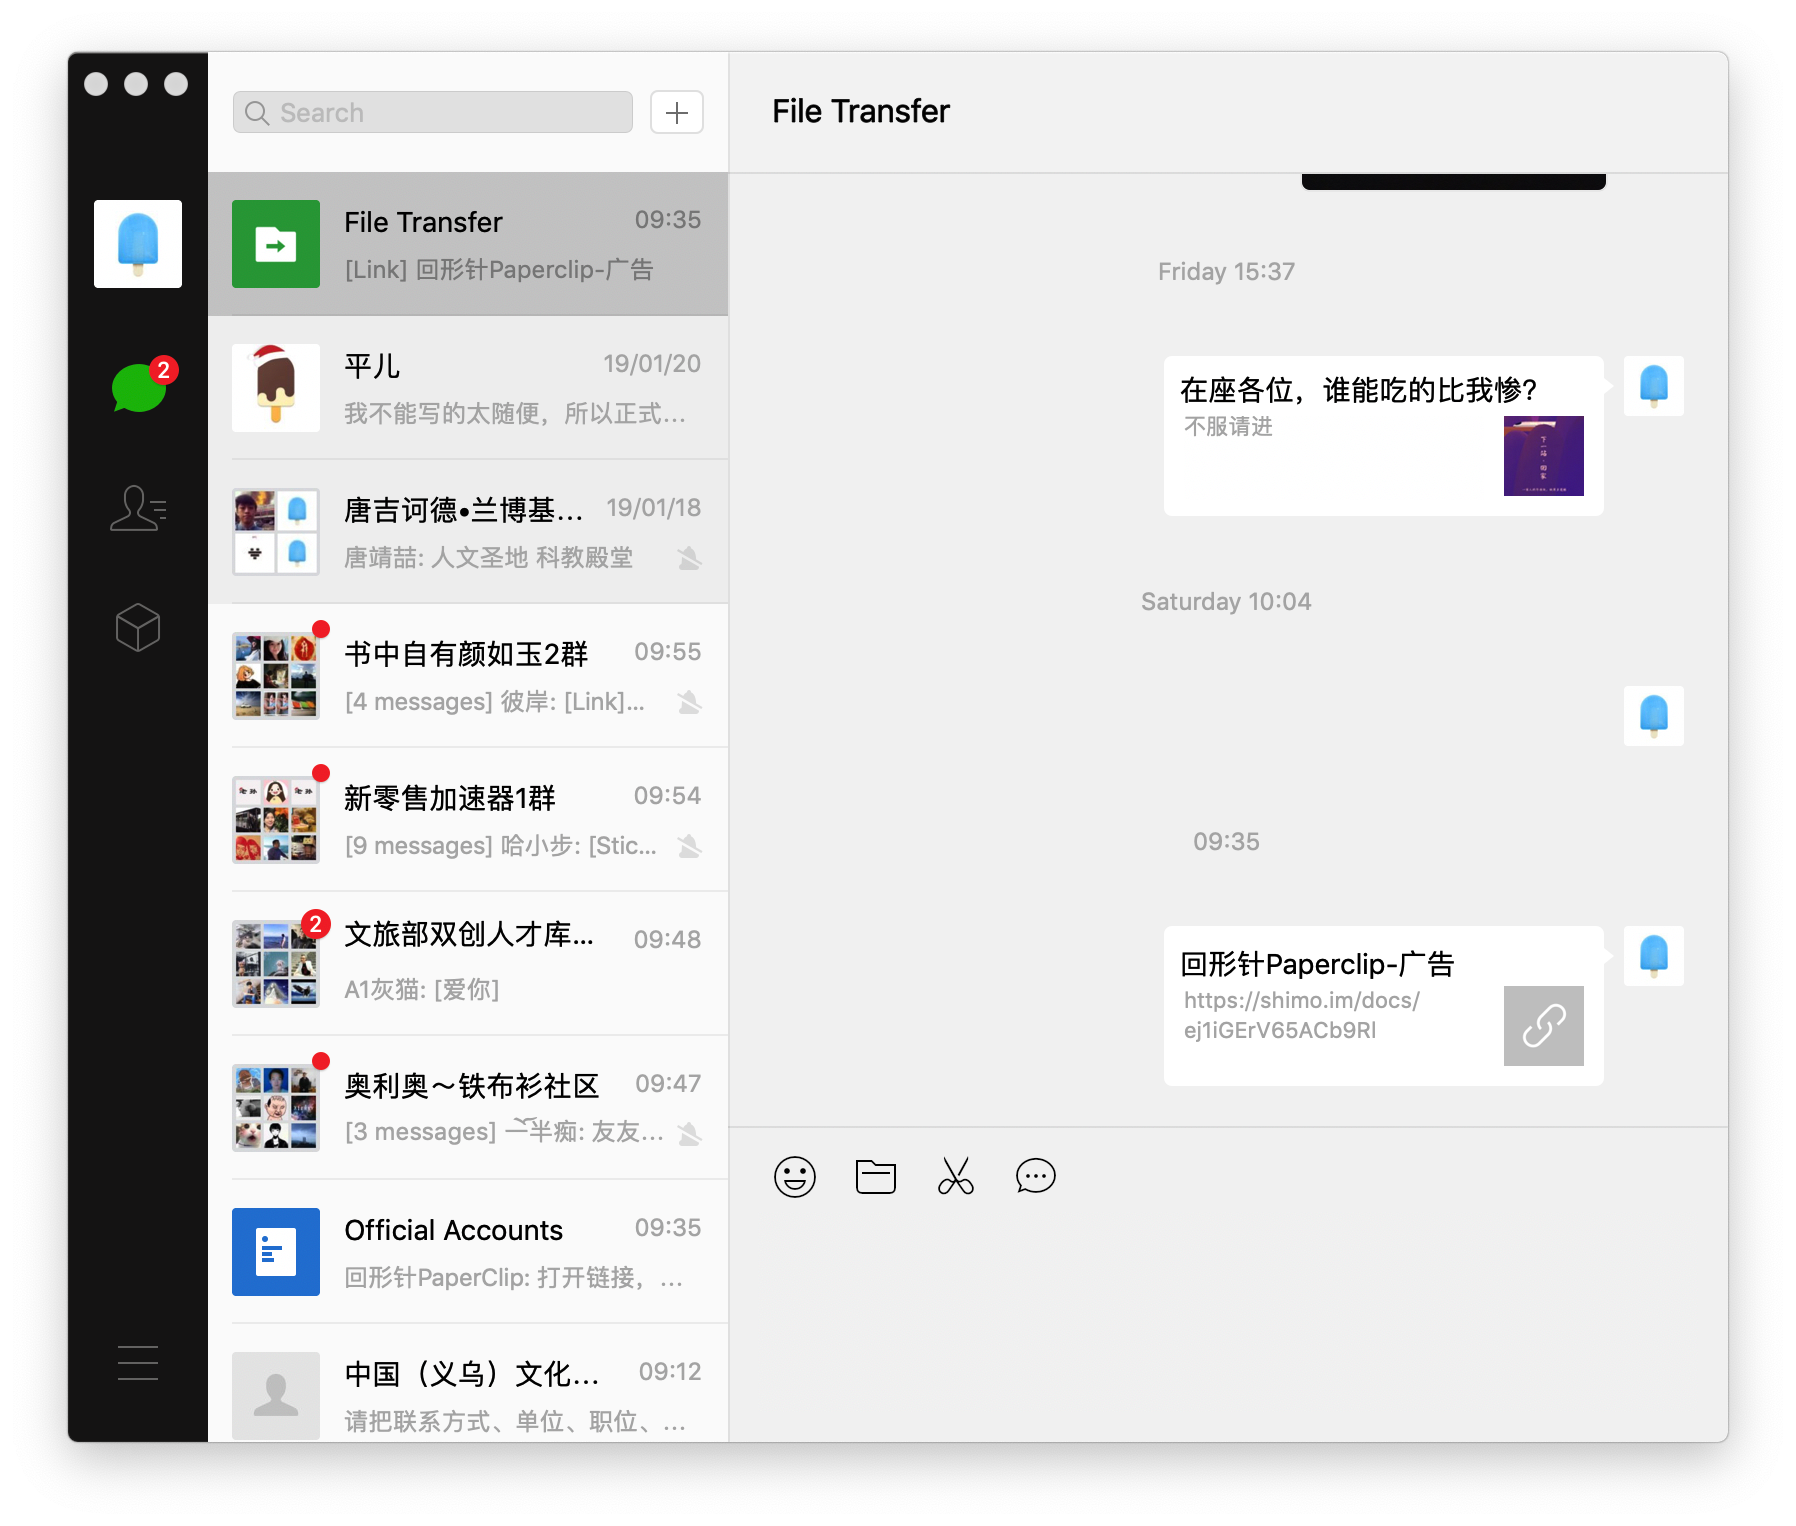 Search
File Transfer
File Transfer
09:35
[Link] 回形针Paperclip-广告
平儿
19/01/20
我不能写的太随便，所以正式...
唐吉诃德•兰博基...
19/01/18
唐靖喆: 人文圣地 科教殿堂
书中自有颜如玉2群
09:55
[4 messages] 彼岸: [Link]...
新零售加速器1群
09:54
[9 messages] 哈小步: [Stic...
2
文旅部双创人才库...
09:48
A1灰猫: [爱你]
奥利奥～铁布衫社区
09:47
[3 messages] 一半痴: 友友...
Official Accounts
09:35
回形针PaperClip: 打开链接，...
中国（义乌）文化...
09:12
请把联系方式、单位、职位、...
2
Friday 15:37
在座各位，谁能吃的比我惨?
不服请进
下一站·回家
Saturday 10:04
09:35
回形针Paperclip-广告
https://shimo.im/docs/
ej1iGErV65ACb9Rl